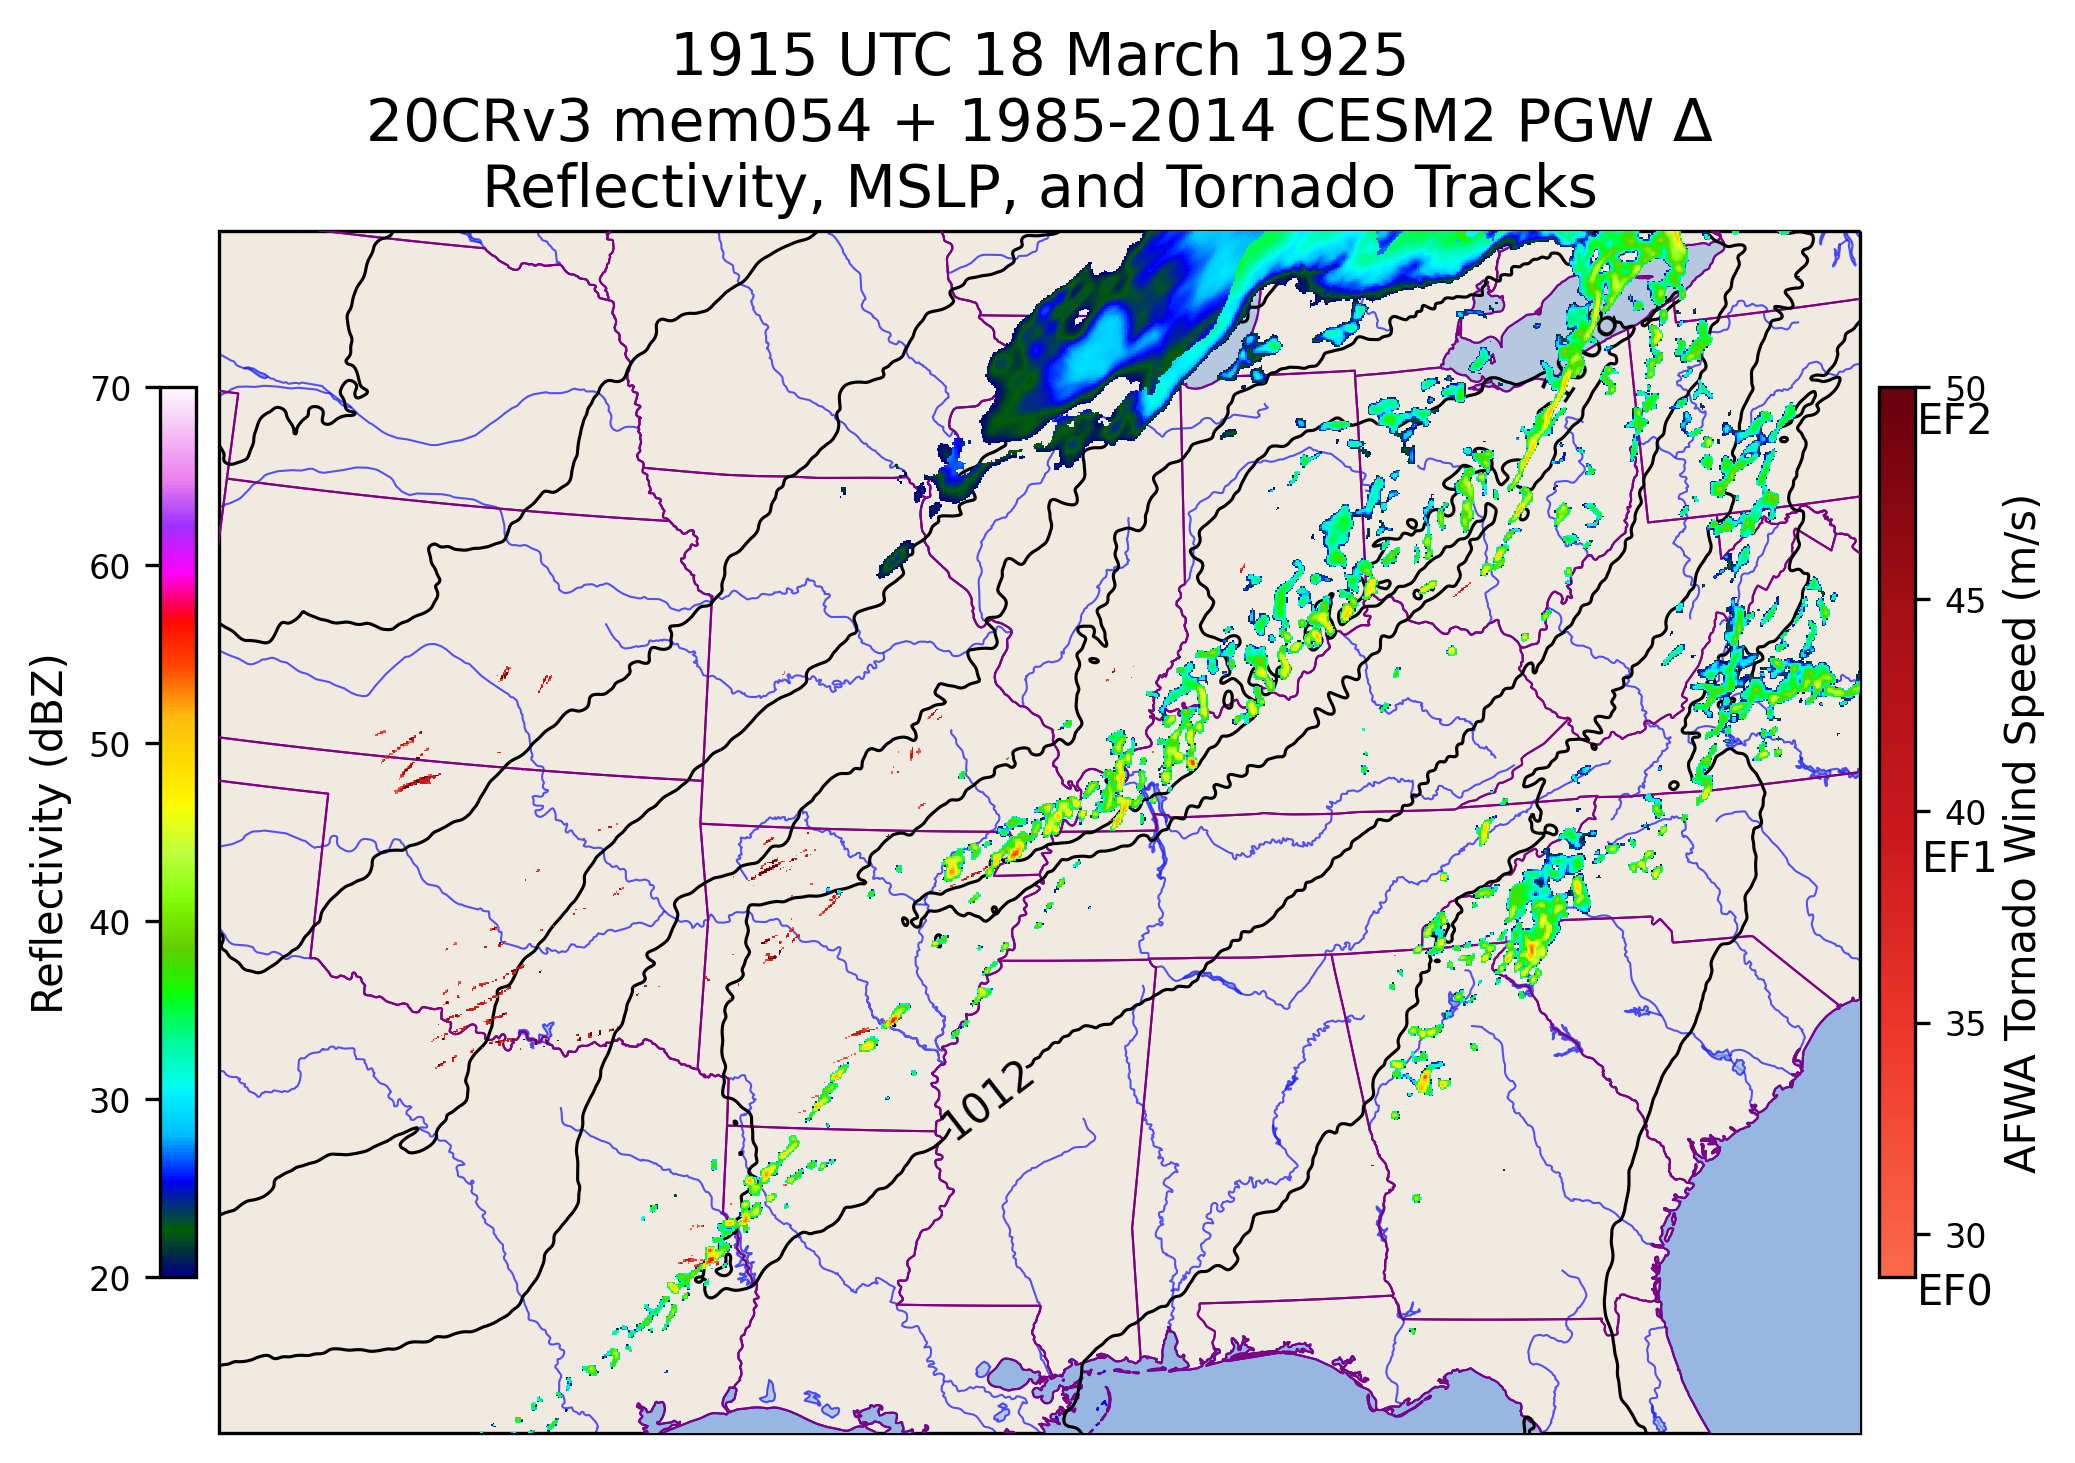 1915 UTC 18 March 1925
20CRv3 mem054 + 1985-2014 CESM2 PGW Δ
Reflectivity, MSLP, and Tornado Tracks
70
60
50
40
30
20
Reflectivity (dBZ)
1012
50
EF2
45
40
EF1
35
30
EF0
AFWA Tornado Wind Speed (m/s)